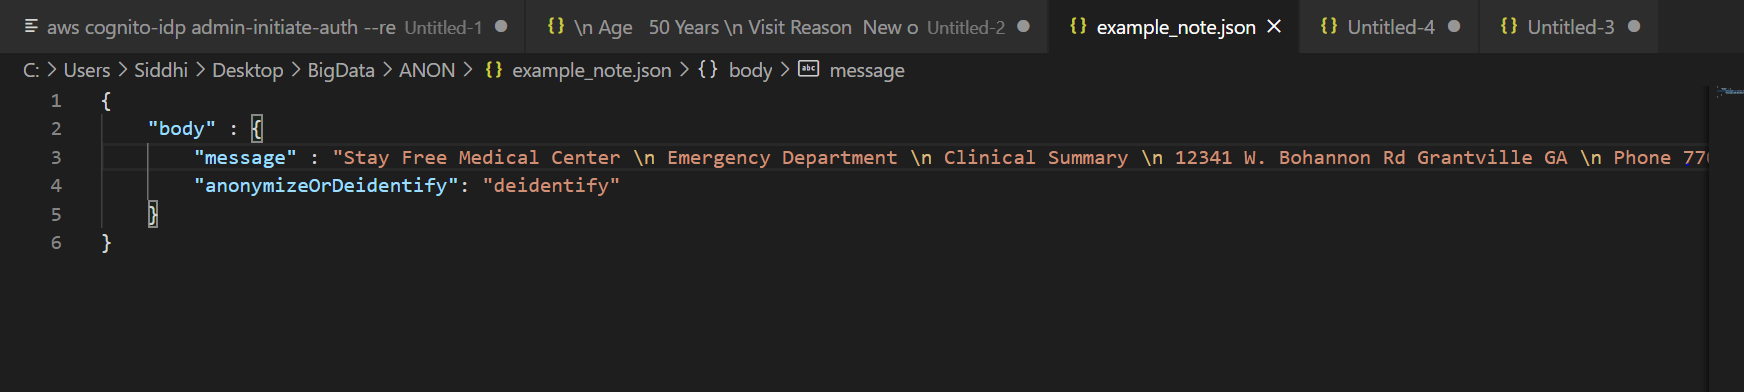 aws cognito-idp admin-initiate-auth --re Untitled-1 {} \n Age 50 Years \n Visit Reason New o Untitled-2 {} example_note.json {} Untitled-4 {} Untitled-3
C: > Users > Siddhi > Desktop > BigData > ANON > {} example_note.json > {} body > abc message
1 {
2 "body" : {
3 "message" : "Stay Free Medical Center \n Emergency Department \n Clinical Summary \n 12341 W. Bohannon Rd Grantville GA \n Phone
4 "anonymizeOrDeidentify": "deidentify"
5 }
6 }